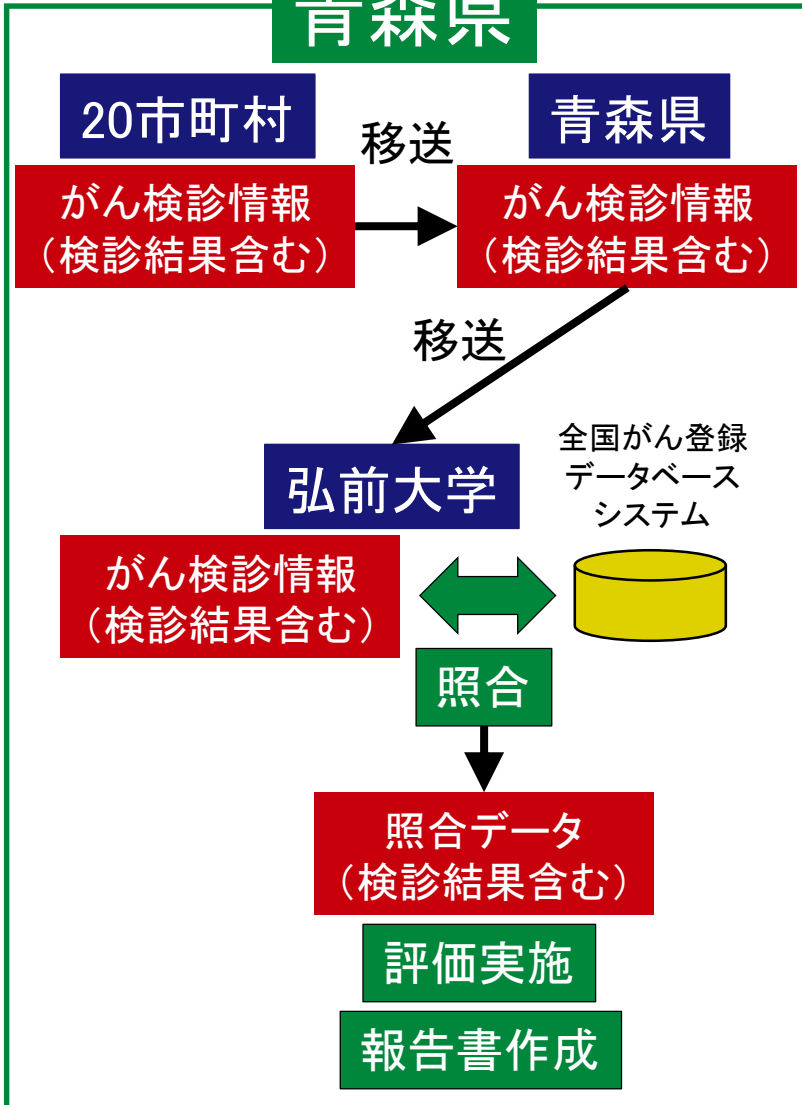 青森県
20市町村
移送
青森県
がん検診情報
（検診結果含む）
がん検診情報
（検診結果含む）
移送
弘前大学
全国がん登録
データベース
システム
がん検診情報
（検診結果含む）
照合
照合データ
（検診結果含む）
評価実施
報告書作成